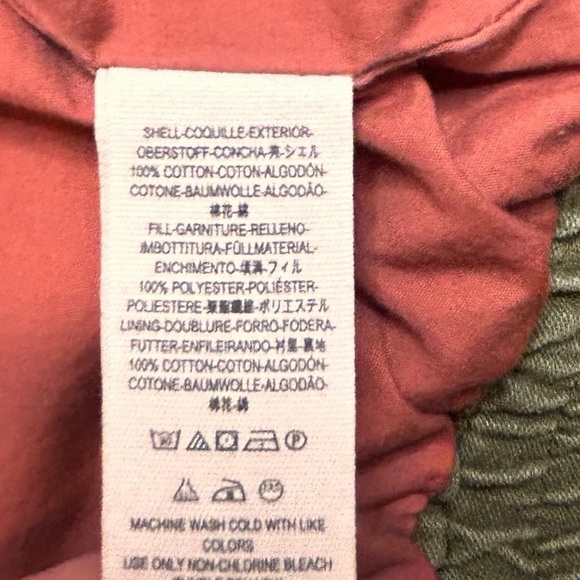 SHELL-COQUILLE-EXTERIOR-
OBERSTOFF-CONCHA-壳-シェル
100% COTTON-COTON-ALGODÓN-
COTONE-BAUMWOLLE-ALGODÃO-
棉花-綿
FILL-GARNITURE-RELLENO-
IMBOTTITURA-FÜLLMATERIAL-
ENCHIMENTO-填满-フィル
100% POLYESTER-POLIÉSTER-
POLIESTERE-聚酯纖維-ポリエステル
LINING-DOUBLURE-FORRO-FODERA-
FUTTER-ENFILEIRANDO-衬里-裏地
100% COTTON-COTON-ALGODÓN-
COTONE-BAUMWOLLE-ALGODÃO-
棉花-綿
MACHINE WASH COLD WITH LIKE
COLORS
USE ONLY NON-CHLORINE BLEACH